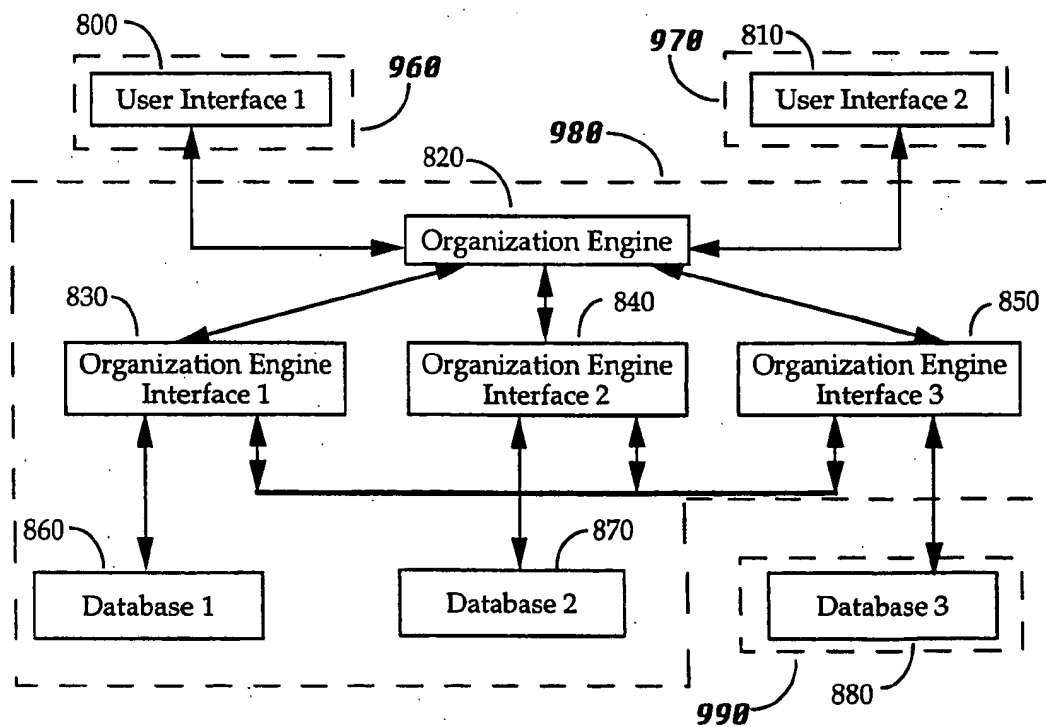 800
960
970
810
User Interface 1
User Interface 2
980
820
Organization Engine
830
840
850
Organization Engine
Interface 1
Organization Engine
Interface 2
Organization Engine
Interface 3
860
870
Database 1
Database 2
Database 3
990
880